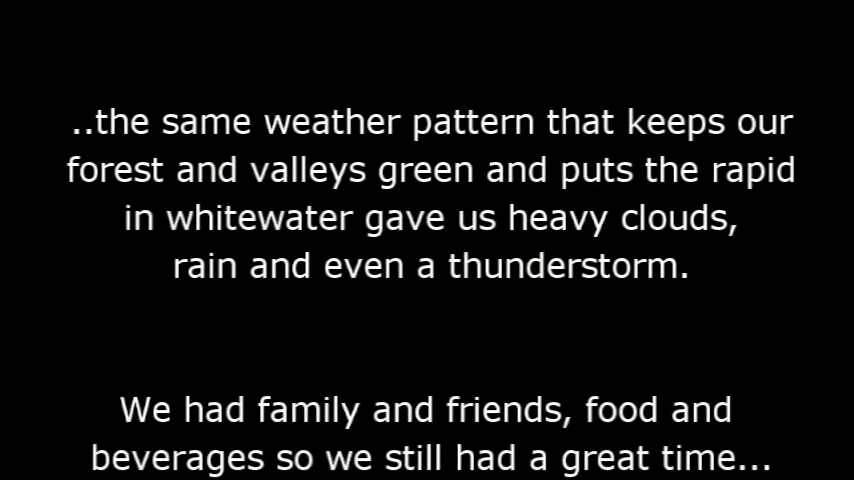 ..the same weather pattern that keeps our
forest and valleys green and puts the rapid
in whitewater gave us heavy clouds,
rain and even a thunderstorm.
We had family and friends, food and
beverages so we still had a great time...